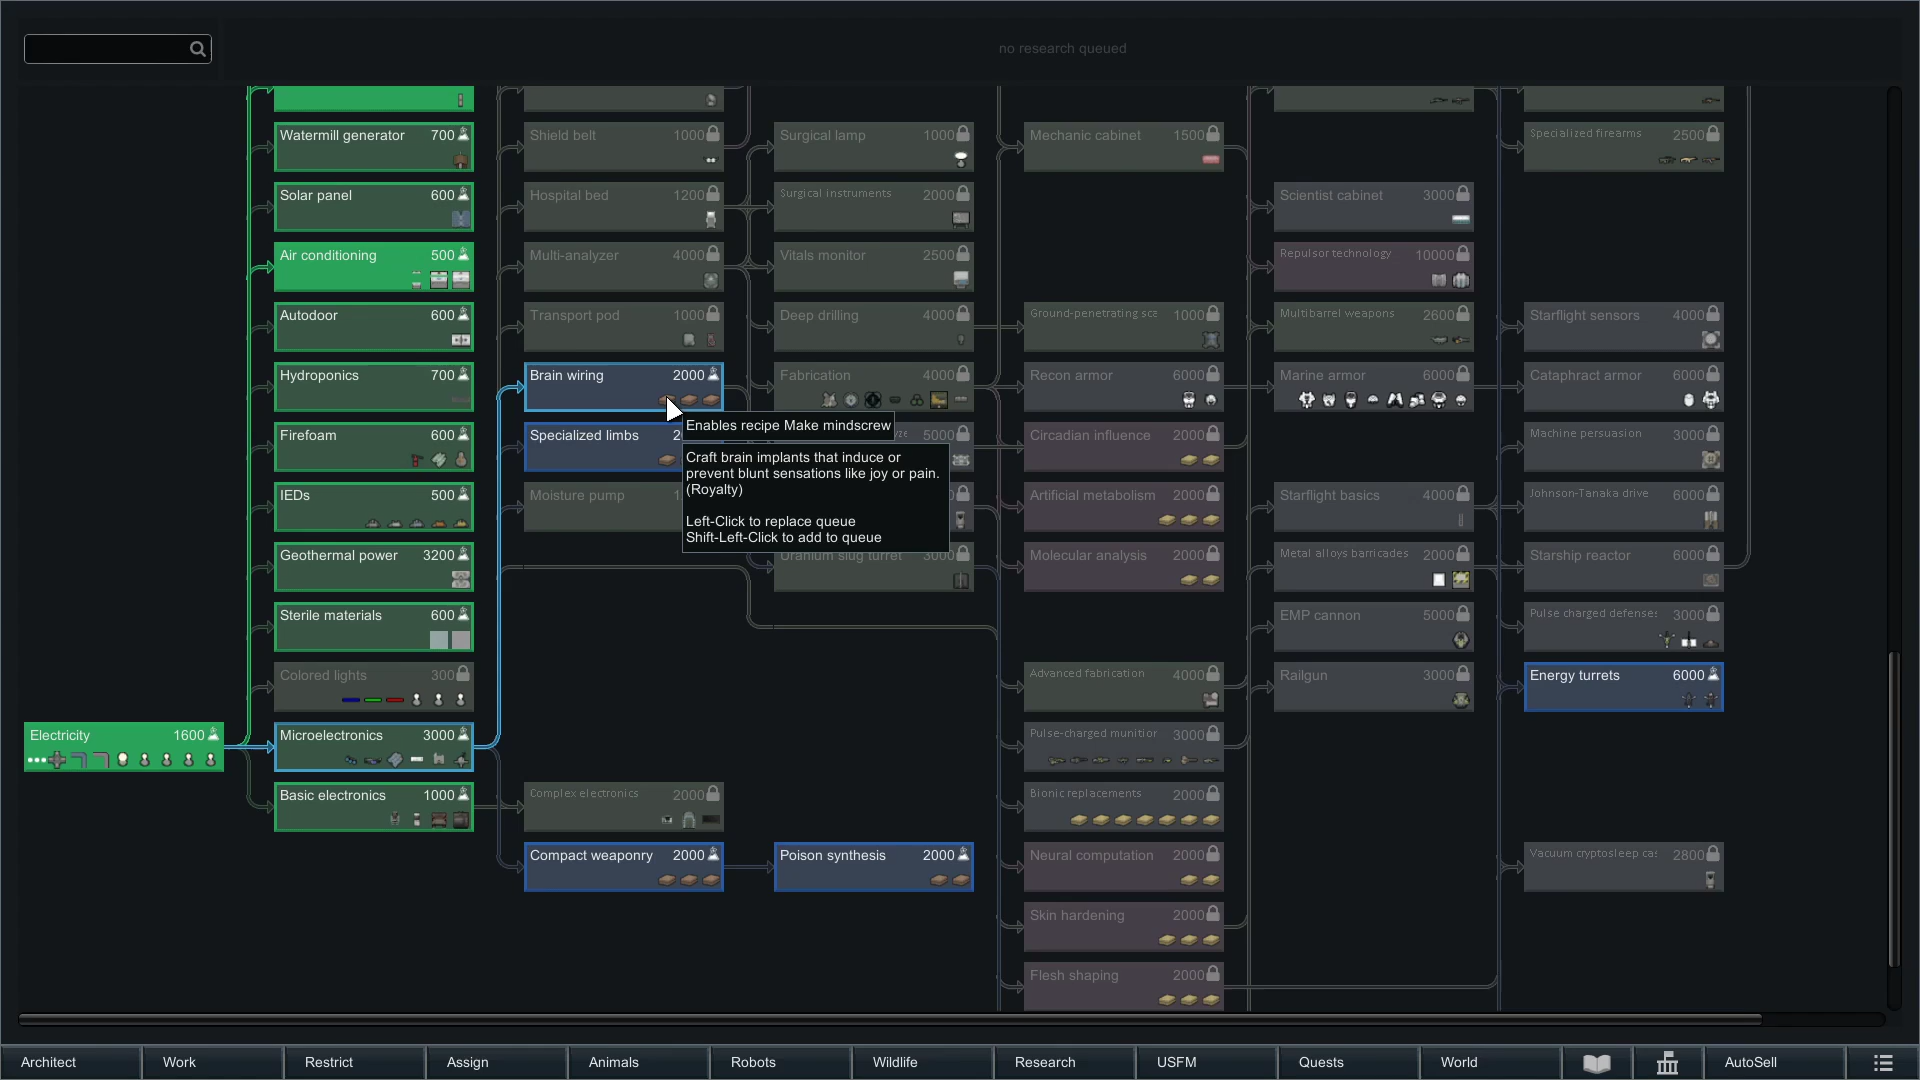 no research queued
Watermill generator 700
Shield belt 1000
Surgical lamp 1000
Mechanic cabinet 1500
Specialized firearms 2500
Solar panel 600
Hospital bed 1200
Surgical instruments 2000
Scientist cabinet 3000
Air conditioning 500
Multi-analyzer 4000
Vitals monitor 2500
Repulsor technology 10000
Autodoor 600
Transport pod 1000
Deep drilling 4000
Ground-penetrating sca 1000
Multibarrel weapons 2600
Starflight sensors 4000
Hydroponics 700
Brain wiring 2000
Fabrication 4000
Recon armor 6000
Marine armor 6000
Cataphract armor 6000
Enables recipe Make mindscrew
Firefoam 600
Specialized limbs 2
5000
Circadian influence 2000
Machine persuasion 3000
Craft brain implants that induce or
prevent blunt sensations like joy or pain.
(Royalty)
Left-Click to replace queue
Shift-Left-Click to add to queue
IEDs 500
Moisture pump 1
Artificial metabolism 2000
Starflight basics 4000
Johnson-Tanaka drive 6000
Geothermal power 3200
Uranium slug turret 3000
Molecular analysis 2000
Metal alloys barricades 2000
Starship reactor 6000
Sterile materials 600
EMP cannon 5000
Pulse charged defenses 3000
Colored lights 300
Advanced fabrication 4000
Railgun 3000
Energy turrets 6000
Electricity 1600
Microelectronics 3000
Pulse-charged munition 3000
Basic electronics 1000
Complex electronics 2000
Bionic replacements 2000
Compact weaponry 2000
Poison synthesis 2000
Neural computation 2000
Vacuum cryptosleep cas 2800
Skin hardening 2000
Flesh shaping 2000
Architect
Work
Restrict
Assign
Animals
Robots
Wildlife
Research
USFM
Quests
World
AutoSell